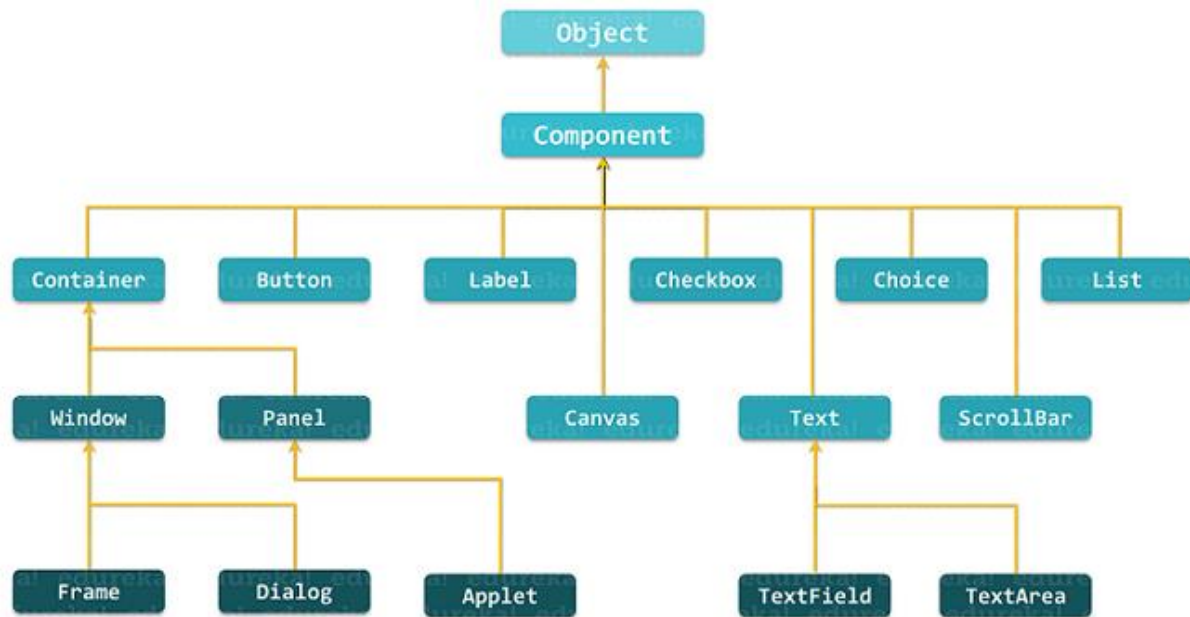 Object
Component
Container
Button
Label
Checkbox
Choice
List
Window
Panel
Canvas
Text
ScrollBar
Frame
Dialog
Applet
TextField
TextArea